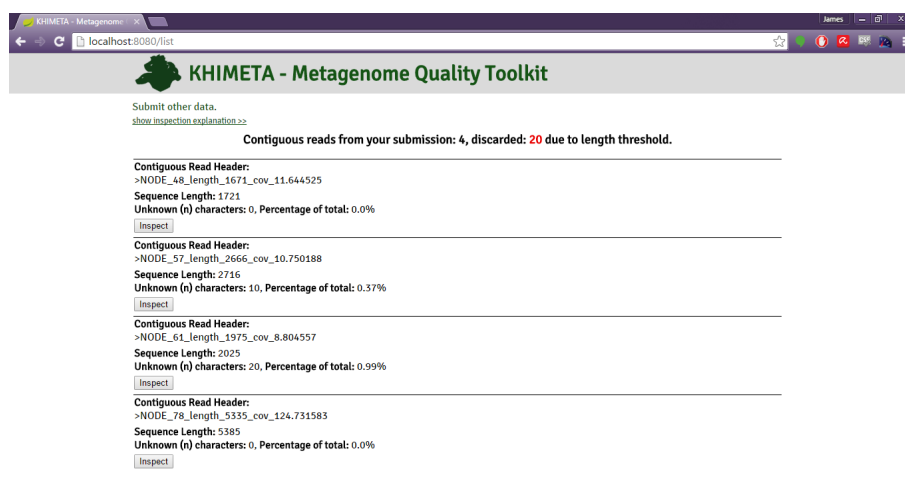 KHIMETA - Metagenome
James
localhost:8080/list
KHIMETA - Metagenome Quality Toolkit
Submit other data.
show inspection explanation >>
Contiguous reads from your submission: 4, discarded: 20 due to length threshold.
Contiguous Read Header:
>NODE_48_length_1671_cov_11.644525
Sequence Length: 1721
Unknown (n) characters: 0, Percentage of total: 0.0%
Inspect
Contiguous Read Header:
>NODE_57_length_2666_cov_10.750188
Sequence Length: 2716
Unknown (n) characters: 10, Percentage of total: 0.37%
Inspect
Contiguous Read Header:
>NODE_61_length_1975_cov_8.804557
Sequence Length: 2025
Unknown (n) characters: 20, Percentage of total: 0.99%
Inspect
Contiguous Read Header:
>NODE_78_length_5335_cov_124.731583
Sequence Length: 5385
Unknown (n) characters: 0, Percentage of total: 0.0%
Inspect